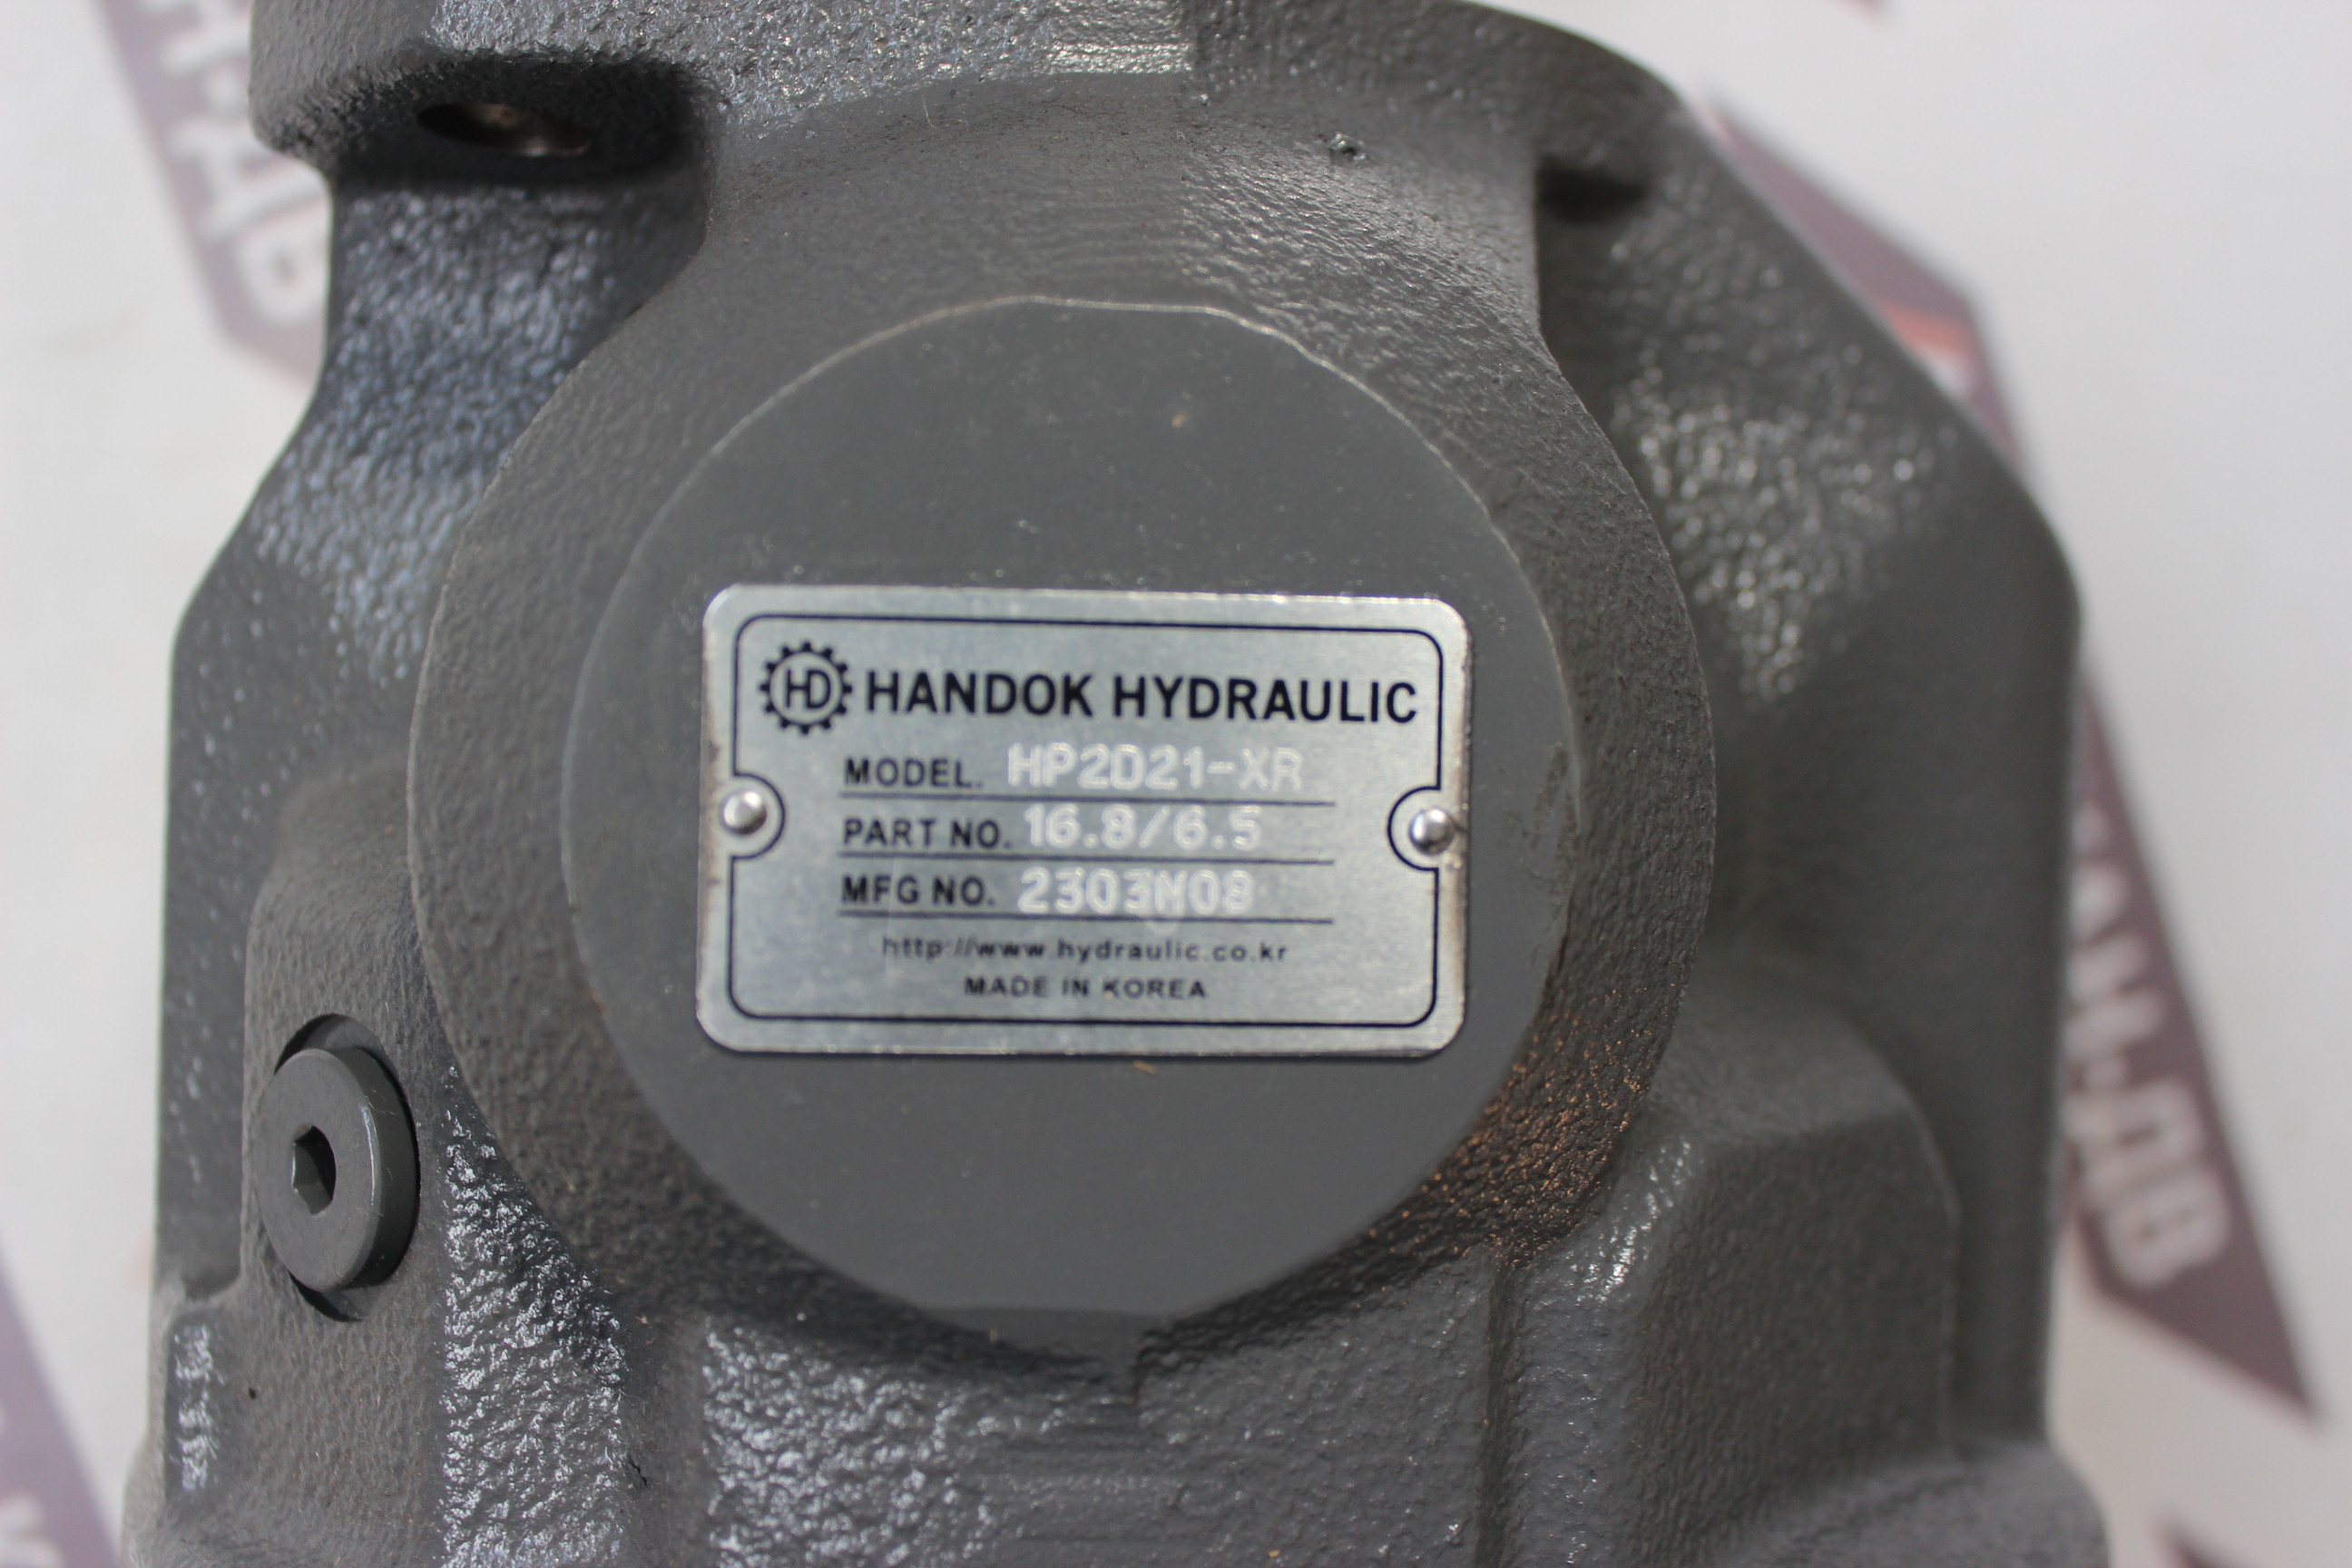 HD HANDOK HYDRAULIC
MODEL. HP2D21-XR
PART NO. 16.8/6.5
MFG NO. 2303M08
http://www.hydraulic.co.kr
MADE IN KOREA